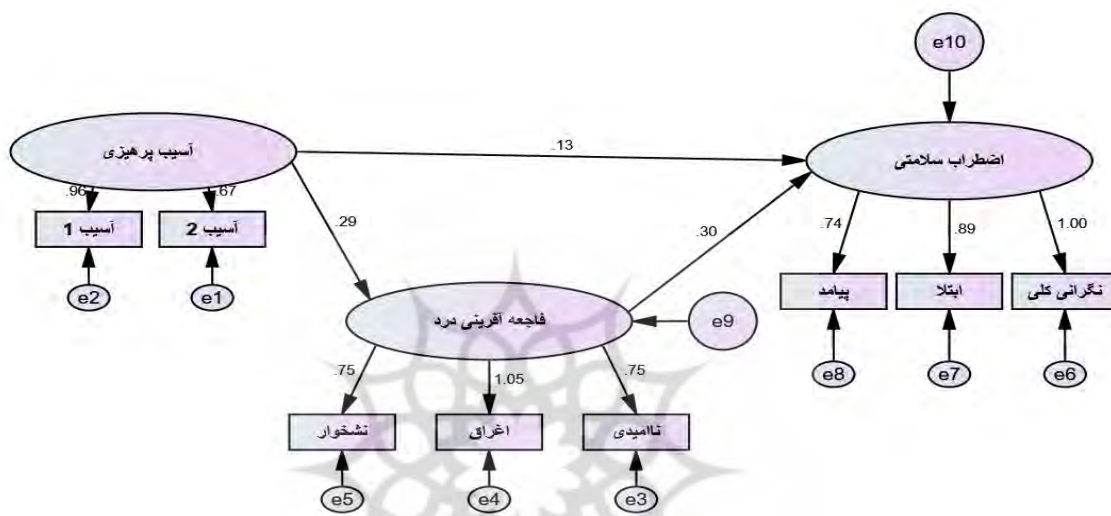 e10
آسیب پرهیزی
.13
اضطراب سلامتی
.96
.67
آسیب 1
آسیب 2
e2
e1
.29
.30
.74
.89
1.00
پیامد
ابتلا
نگرانی کلی
e8
e7
e6
فاجعه آفرینی درد
e9
.75
1.05
.75
نشخوار
اغراق
ناامیدی
e5
e4
e3